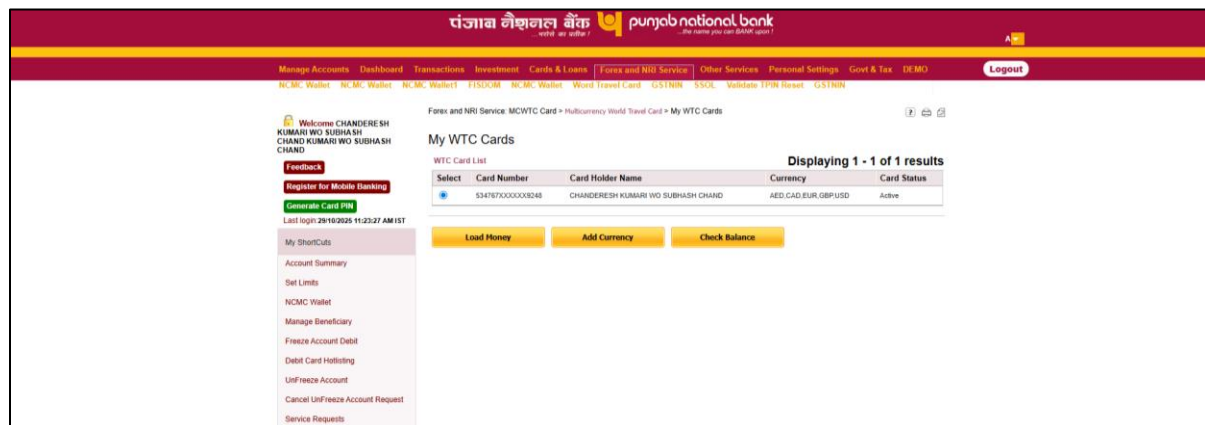 पंजाब नैशनल बैंक punjab national bank
...भरोसे का प्रतीक ! ...the name you can BANK upon !
A
Manage Accounts Dashboard Transactions Investment Cards & Loans Forex and NRI Service Other Services Personal Settings Govt & Tax DEMO Logout
NCMC Wallet NCMC Wallet NCMC Wallet1 FISDOM NCMC Wallet Word Travel Card GSTNIN SSOL Validate TPIN Reset GSTNIN
Forex and NRI Service: MCWTC Card > Multicurrency World Travel Card > My WTC Cards
Welcome CHANDERESH
KUMARI WO SUBHASH
CHAND KUMARI WO SUBHASH
CHAND
Feedback
Register for Mobile Banking
Generate Card PIN
Last login 29/10/2025 11:23:27 AM IST
My ShortCuts
Account Summary
Set Limits
NCMC Wallet
Manage Beneficiary
Freeze Account Debit
Debit Card Hotlisting
UnFreeze Account
Cancel UnFreeze Account Request
Service Requests
My WTC Cards
WTC Card List Displaying 1 - 1 of 1 results
Select Card Number Card Holder Name Currency Card Status
534767XXXXXX9248 CHANDERESH KUMARI WO SUBHASH CHAND AED,CAD,EUR,GBP,USD Active
Load Money Add Currency Check Balance